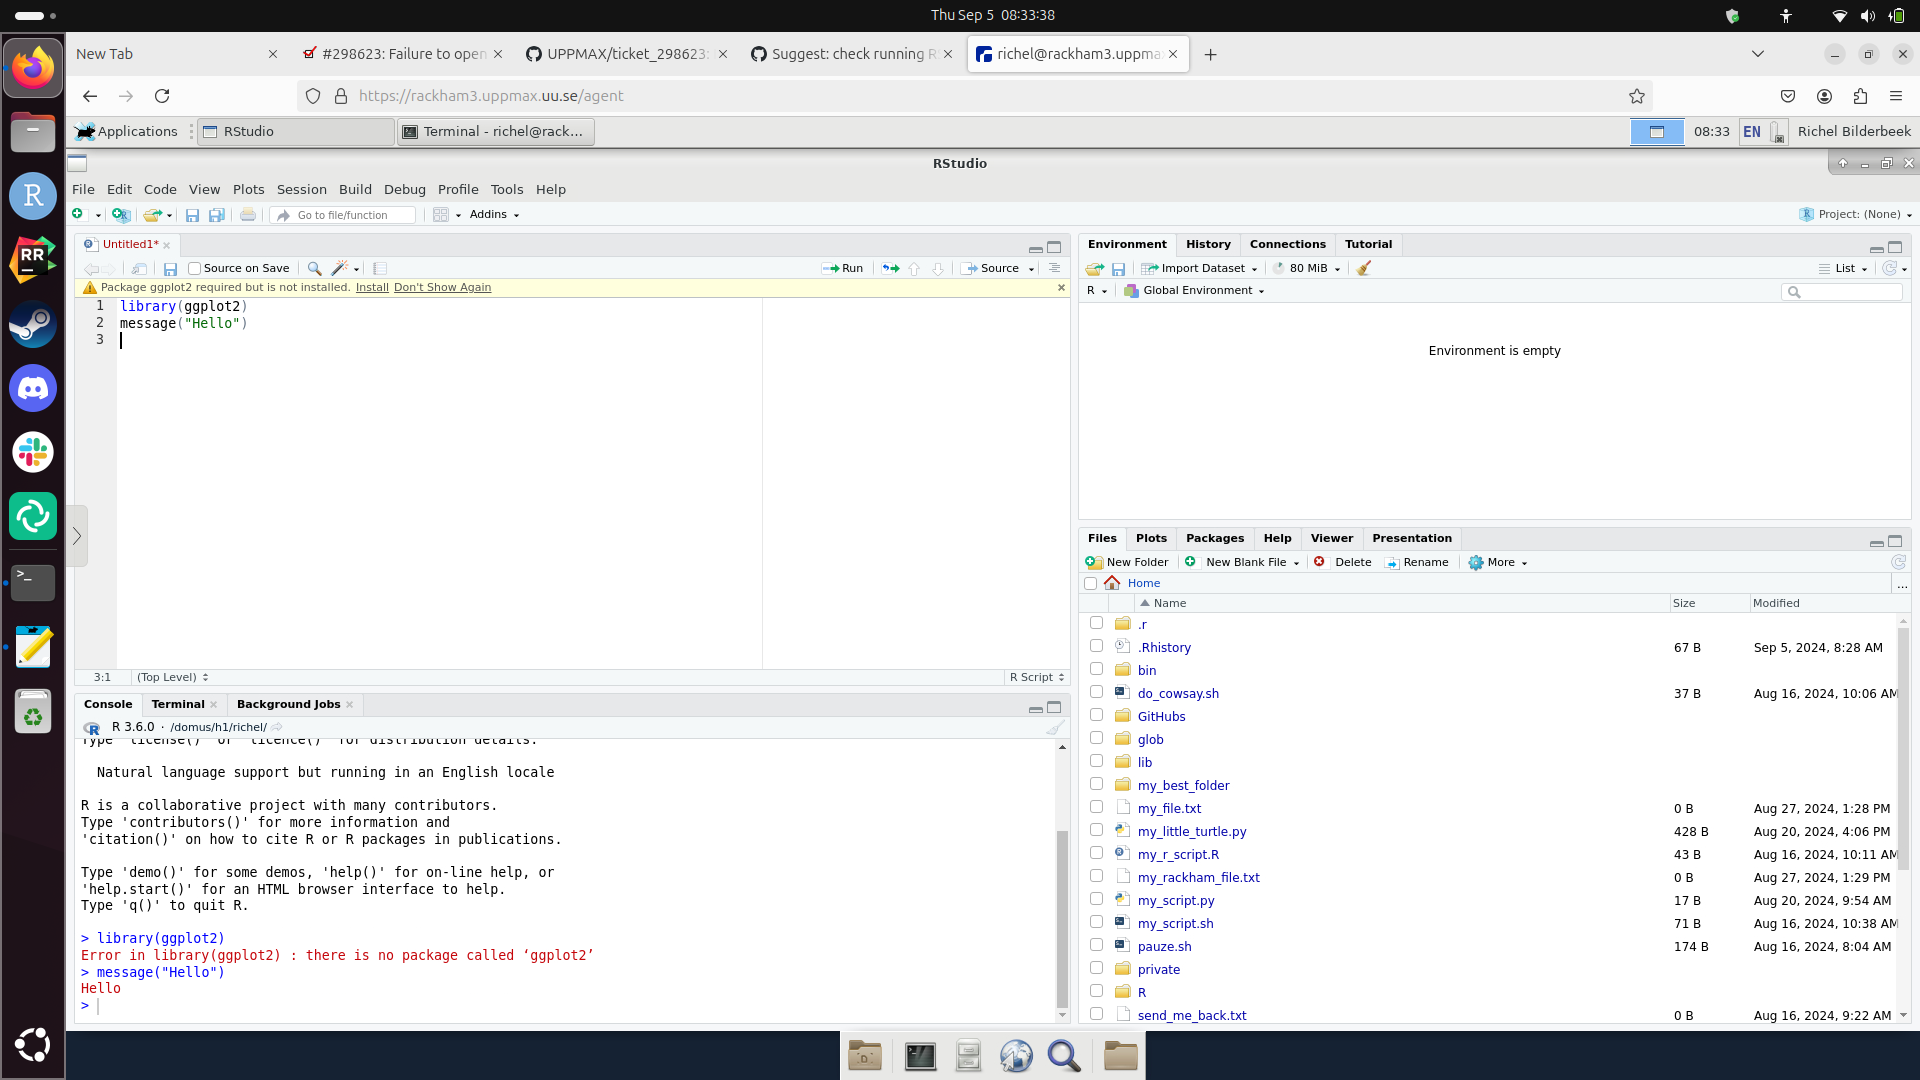 Thu Sep 5  08:33:38
New Tab
#298623: Failure to open
UPPMAX/ticket_298623:
Suggest: check running R
richel@rackham3.uppmax
https://rackham3.uppmax.uu.se/agent
Applications
RStudio
Terminal - richel@rack...
08:33
EN
Richel Bilderbeek
RStudio
File Edit Code View Plots Session Build Debug Profile Tools Help
Go to file/function
Addins
Project: (None)
Untitled1*
Source on Save
Run
Source
Package ggplot2 required but is not installed. Install Don't Show Again
1 library(ggplot2)
2 message("Hello")
3
3:1 (Top Level)
R Script
Console Terminal Background Jobs
R 3.6.0 · /domus/h1/richel/
Type 'license()' or 'licence()' for distribution details.
Natural language support but running in an English locale
R is a collaborative project with many contributors.
Type 'contributors()' for more information and
'citation()' on how to cite R or R packages in publications.
Type 'demo()' for some demos, 'help()' for on-line help, or
'help.start()' for an HTML browser interface to help.
Type 'q()' to quit R.
> library(ggplot2)
Error in library(ggplot2) : there is no package called ‘ggplot2’
> message("Hello")
Hello
>
Environment History Connections Tutorial
Import Dataset
80 MiB
List
R
Global Environment
Environment is empty
Files Plots Packages Help Viewer Presentation
New Folder New Blank File Delete Rename More
Home
...
Name Size Modified
.r
.Rhistory 67 B Sep 5, 2024, 8:28 AM
bin
do_cowsay.sh 37 B Aug 16, 2024, 10:06 AM
GitHubs
glob
lib
my_best_folder
my_file.txt 0 B Aug 27, 2024, 1:28 PM
my_little_turtle.py 428 B Aug 20, 2024, 4:06 PM
my_r_script.R 43 B Aug 16, 2024, 10:11 AM
my_rackham_file.txt 0 B Aug 27, 2024, 1:29 PM
my_script.py 17 B Aug 20, 2024, 9:54 AM
my_script.sh 71 B Aug 16, 2024, 10:38 AM
pauze.sh 174 B Aug 16, 2024, 8:04 AM
private
R
send_me_back.txt 0 B Aug 16, 2024, 9:22 AM
R
RR